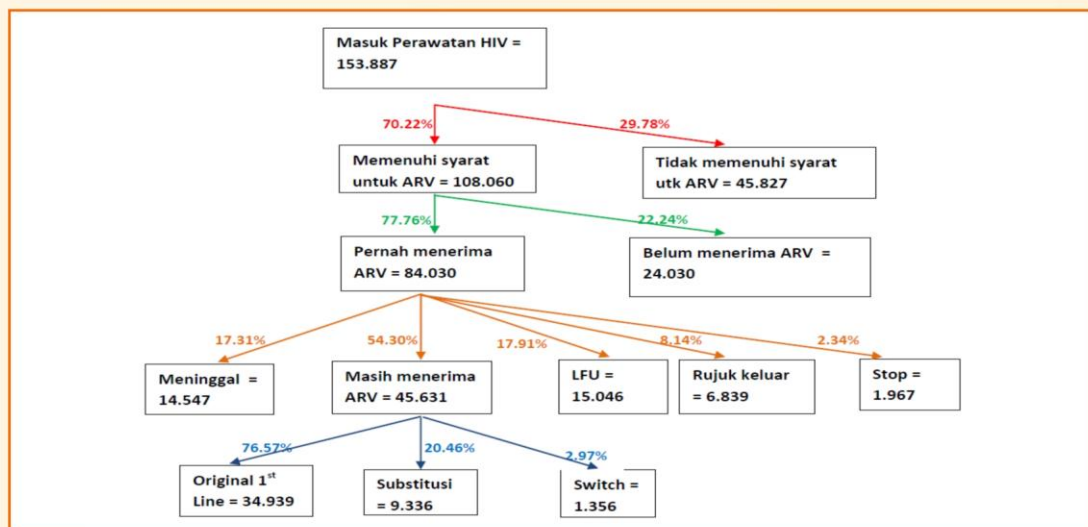 Masuk Perawatan HIV =
153.887
70.22%
29.78%
Memenuhi syarat
untuk ARV = 108.060
Tidak memenuhi syarat
utk ARV = 45.827
77.76%
22.24%
Pernah menerima
ARV = 84.030
Belum menerima ARV =
24.030
17.31%
54.30%
17.91%
8.14%
2.34%
Meninggal =
14.547
Masih menerima
ARV = 45.631
LFU =
15.046
Rujuk keluar
= 6.839
Stop =
1.967
76.57%
20.46%
2.97%
Original 1st
Line = 34.939
Substitusi
= 9.336
Switch =
1.356